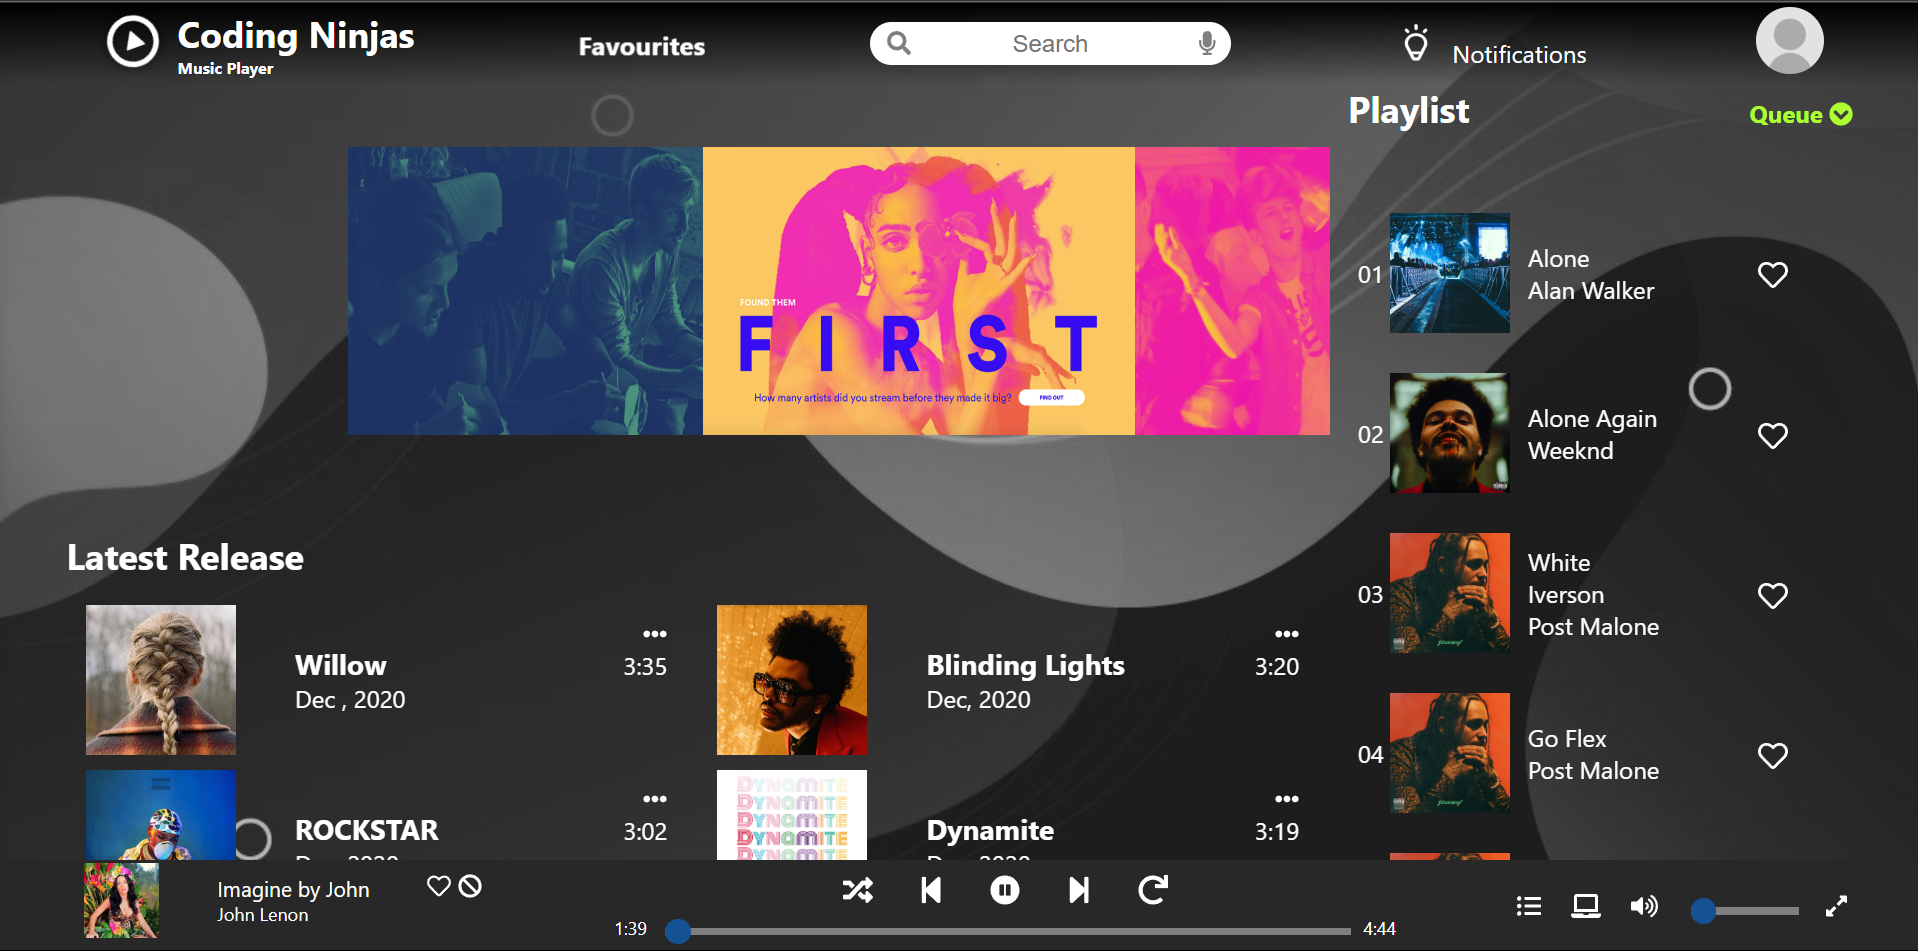 Coding Ninjas
Music Player
Favourites
Search
Notifications
Playlist
Queue
FOUND THEM
FIRST
How many artists did you stream before they made it big?
FIND OUT
01
Alone
Alan Walker
02
Alone Again
Weeknd
03
White
Iverson
Post Malone
04
Go Flex
Post Malone
Latest Release
Willow
Dec , 2020
3:35
Blinding Lights
Dec, 2020
3:20
ROCKSTAR
3:02
Dynamite
3:19
DYNAMITE
DYNAMITE
DYNAMITE
DYNAMITE
Imagine by John
John Lenon
1:39
4:44